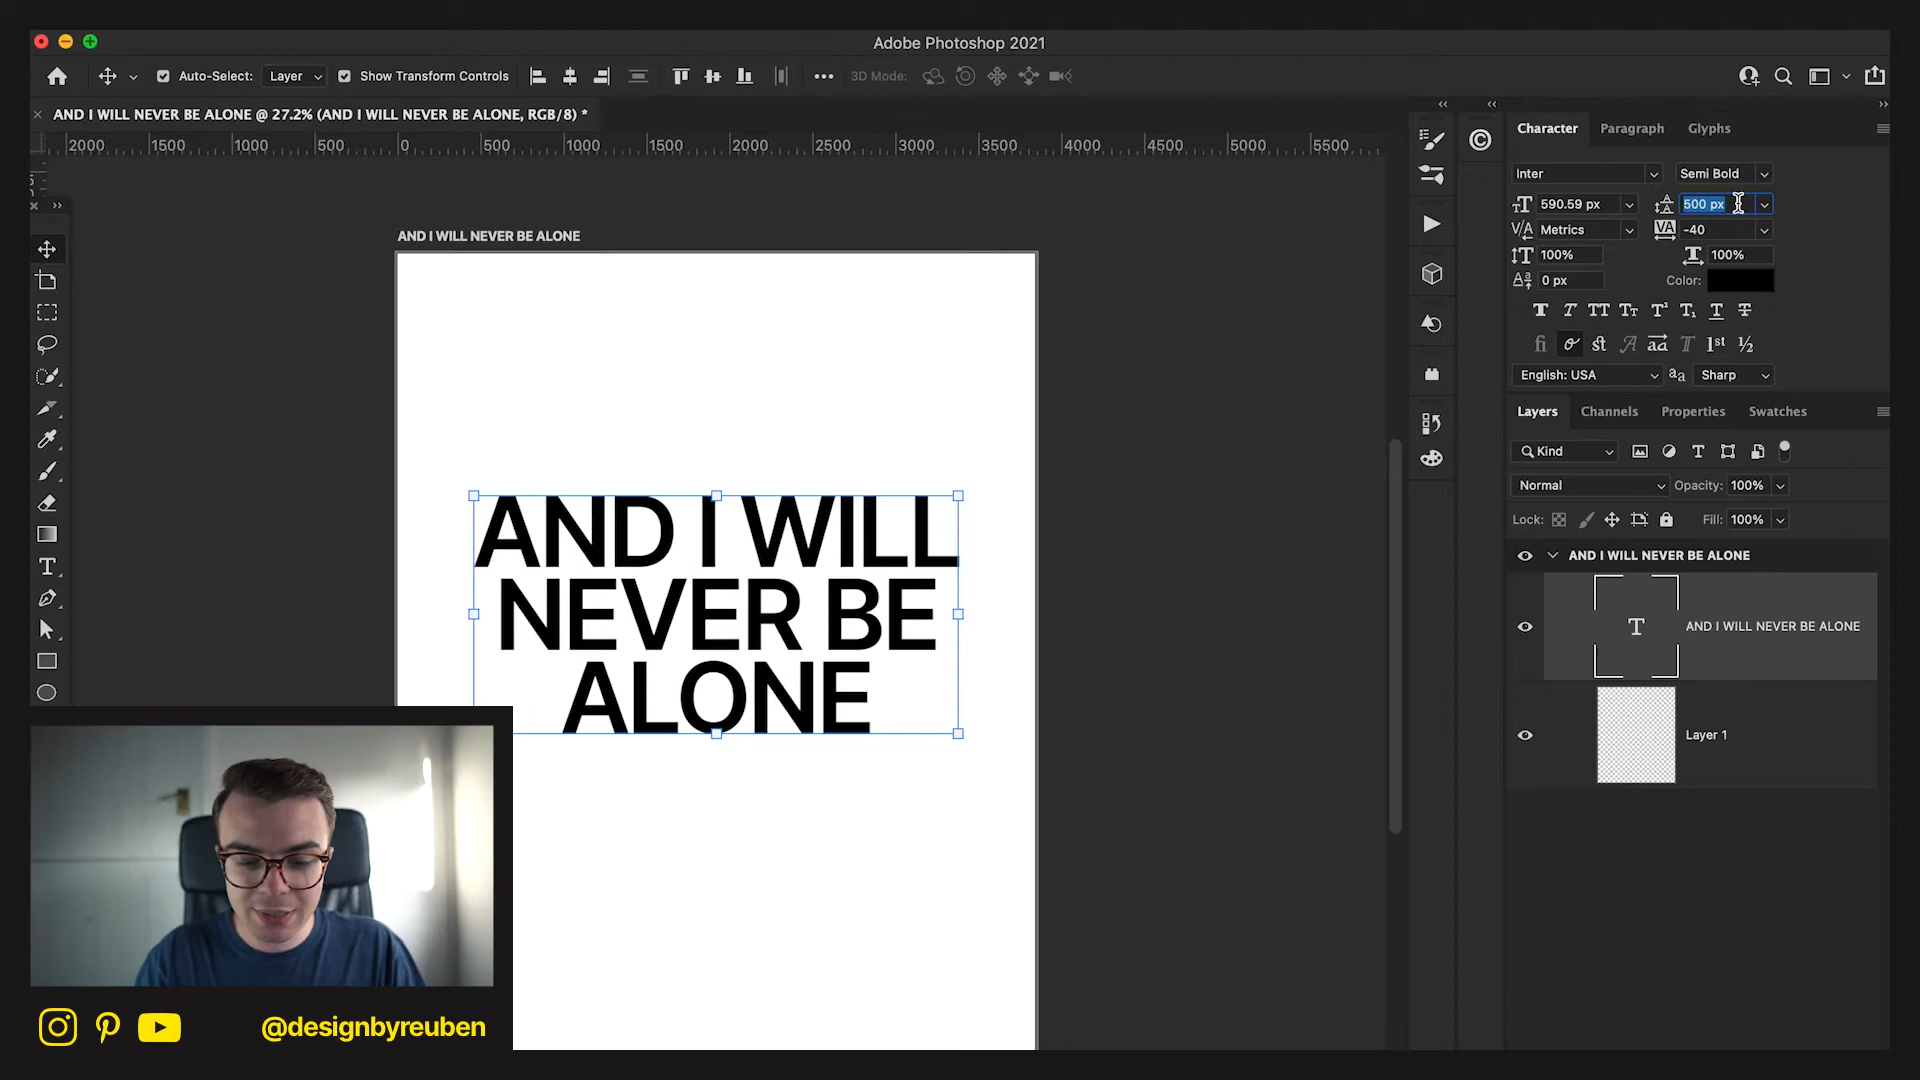 Adobe Photoshop 2021
Auto-Select: Layer Show Transform Controls 3D Mode:
AND I WILL NEVER BE ALONE @ 27.2% (AND I WILL NEVER BE ALONE, RGB/8) *
2000 1500 1000 500 0 500 1000 1500 2000 2500 3000 3500 4000 4500 5000 5500
AND I WILL NEVER BE ALONE
AND I WILL
NEVER BE
ALONE
Character Paragraph Glyphs
Inter Semi Bold
590.59 px 500 px
Metrics -40
100% 100%
0 px Color:
English: USA Sharp
Layers Channels Properties Swatches
Kind
Normal Opacity: 100%
Lock: Fill: 100%
AND I WILL NEVER BE ALONE
AND I WILL NEVER BE ALONE
Layer 1
@designbyreuben